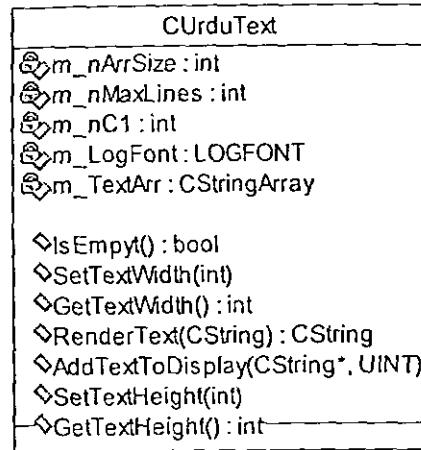 CUrduText
m_nArrSize : int
m_nMaxLines : int
m_nC1 : int
m_LogFont : LOGFONT
m_TextArr : CStringArray
IsEmpyt() : bool
SetTextWidth(int)
GetTextWidth() : int
RenderText(CString) : CString
AddTextToDisplay(CString*, UINT)
SetTextHeight(int)
GetTextHeight() : int